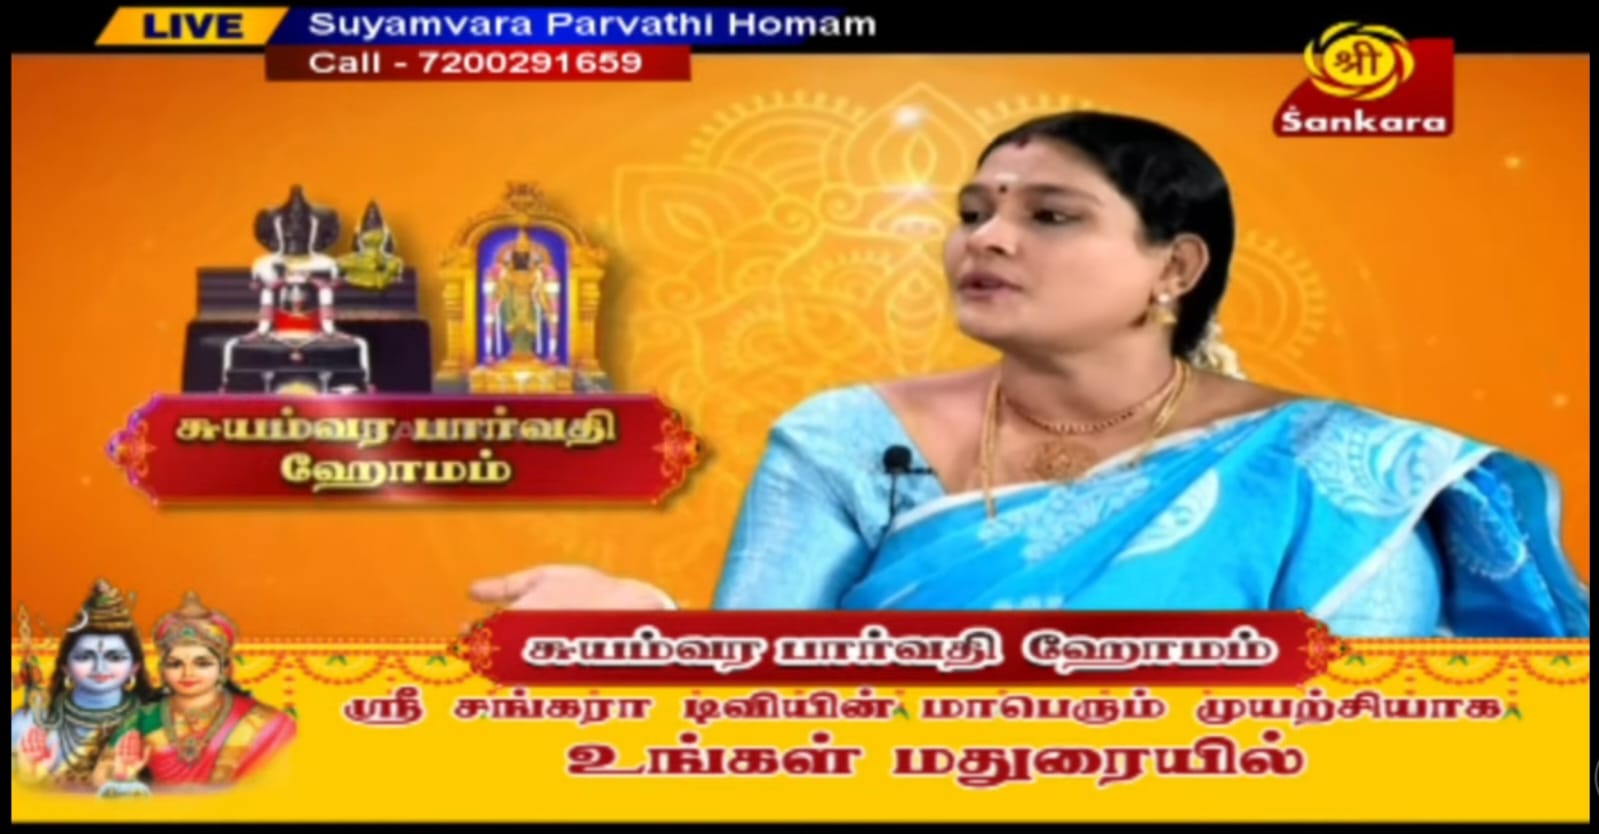 LIVE
Suyamvara Parvathi Homam
Call - 7200291659
श्री
Sankara
சுயம்வர பார்வதி
ஹோமம்
சுயம்வர பார்வதி ஹோமம்
ஸ்ரீ சங்கரா டிவியின் மாபெரும் முயற்சியாக
உங்கள் மதுரையில்